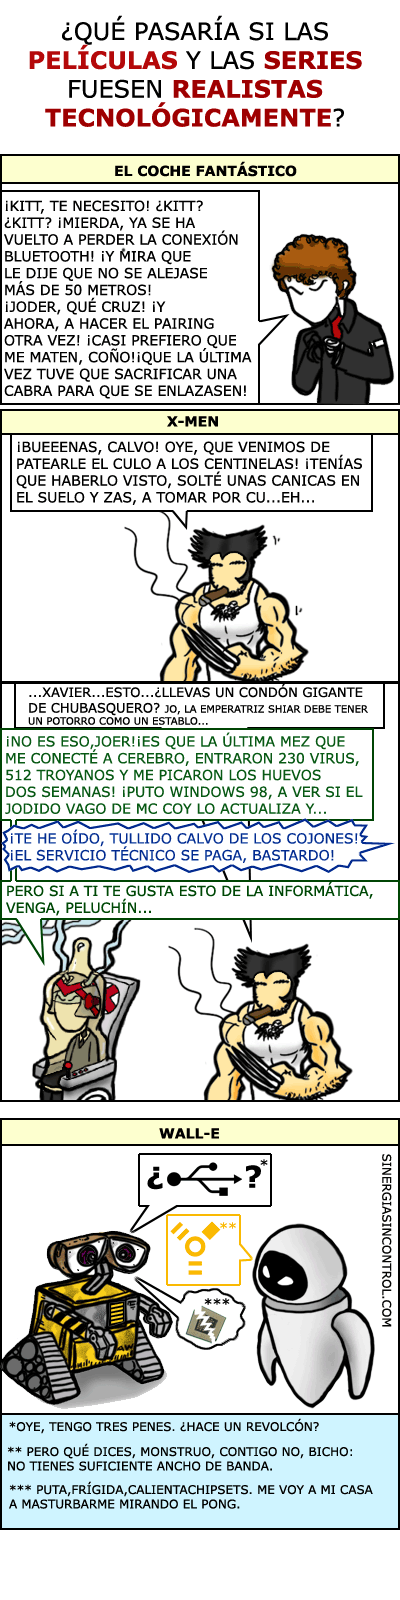 ¿QUÉ PASARÍA SI LAS
PELÍCULAS Y LAS SERIES
FUESEN REALISTAS
TECNOLÓGICAMENTE?
EL COCHE FANTÁSTICO
¡KITT, TE NECESITO! ¿KITT?
¿KITT? ¡MIERDA, YA SE HA
VUELTO A PERDER LA CONEXIÓN
BLUETOOTH! ¡Y MIRA QUE
LE DIJE QUE NO SE ALEJASE
MÁS DE 50 METROS!
¡JODER, QUÉ CRUZ! ¡Y
AHORA, A HACER EL PAIRING
OTRA VEZ! ¡CASI PREFIERO QUE
ME MATEN, COÑO!¡QUE LA ÚLTIMA
VEZ TUVE QUE SACRIFICAR UNA
CABRA PARA QUE SE ENLAZASEN!
X-MEN
¡BUEEENAS, CALVO! OYE, QUE VENIMOS DE
PATEARLE EL CULO A LOS CENTINELAS! ¡TENÍAS
QUE HABERLO VISTO, SOLTÉ UNAS CANICAS EN
EL SUELO Y ZAS, A TOMAR POR CU...EH...
...XAVIER...ESTO...¿LLEVAS UN CONDÓN GIGANTE
DE CHUBASQUERO? JO, LA EMPERATRIZ SHIAR DEBE TENER
UN POTORRO COMO UN ESTABLO...
¡NO ES ESO,JOER!¡ES QUE LA ÚLTIMA MEZ QUE
ME CONECTÉ A CEREBRO, ENTRARON 230 VIRUS,
512 TROYANOS Y ME PICARON LOS HUEVOS
DOS SEMANAS! ¡PUTO WINDOWS 98, A VER SI EL
JODIDO VAGO DE MC COY LO ACTUALIZA Y...
¡TE HE OÍDO, TULLIDO CALVO DE LOS COJONES!
¡EL SERVICIO TÉCNICO SE PAGA, BASTARDO!
PERO SI A TI TE GUSTA ESTO DE LA INFORMÁTICA,
VENGA, PELUCHÍN...
WALL-E
¿ ?*
**
***
SINERGIASINCONTROL.COM
*OYE, TENGO TRES PENES. ¿HACE UN REVOLCÓN?
** PERO QUÉ DICES, MONSTRUO, CONTIGO NO, BICHO:
NO TIENES SUFICIENTE ANCHO DE BANDA.
*** PUTA,FRÍGIDA,CALIENTACHIPSETS. ME VOY A MI CASA
A MASTURBARME MIRANDO EL PONG.